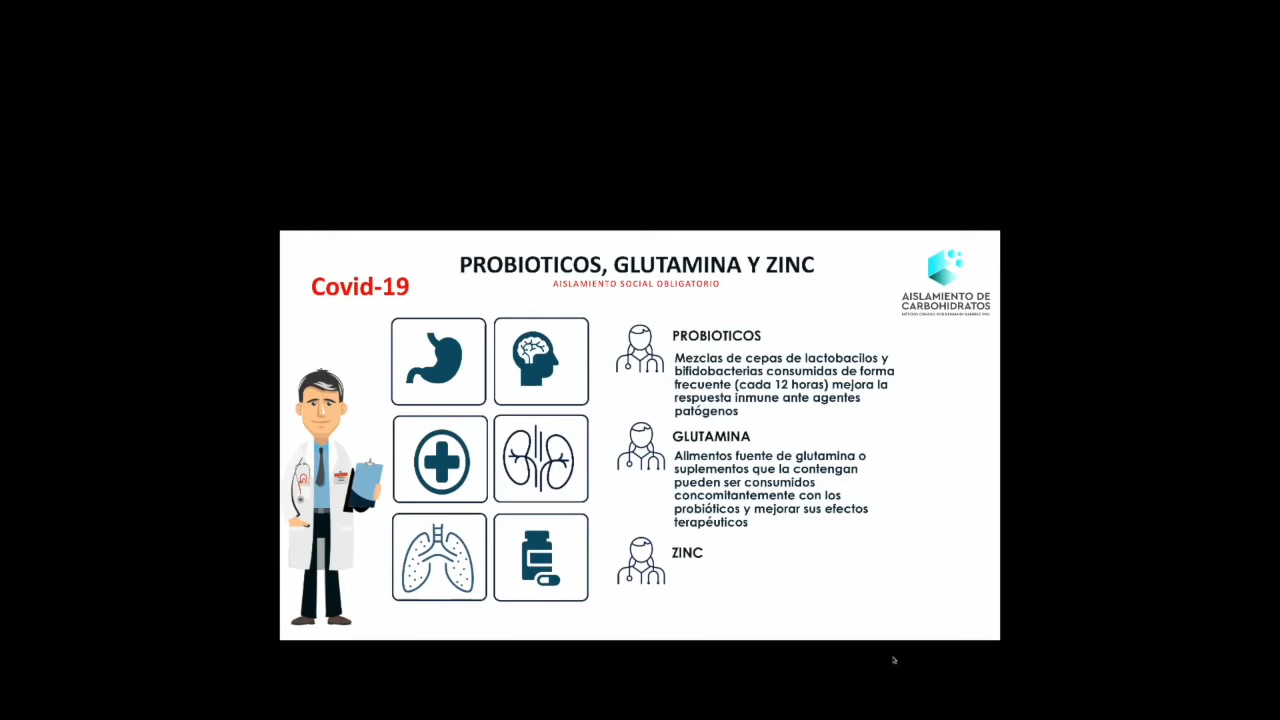 PROBIOTICOS, GLUTAMINA Y ZINC
AISLAMIENTO SOCIAL OBLIGATORIO
Covid-19
AISLAMIENTO DE
CARBOHIDRATOS
PROBIOTICOS
Mezclas de cepas de lactobacilos y
bifidobacterias consumidas de forma
frecuente (cada 12 horas) mejora la
respuesta inmune ante agentes
patógenos
GLUTAMINA
Alimentos fuente de glutamina o
suplementos que la contengan
pueden ser consumidos
concomitantemente con los
probióticos y mejorar sus efectos
terapéuticos
ZINC